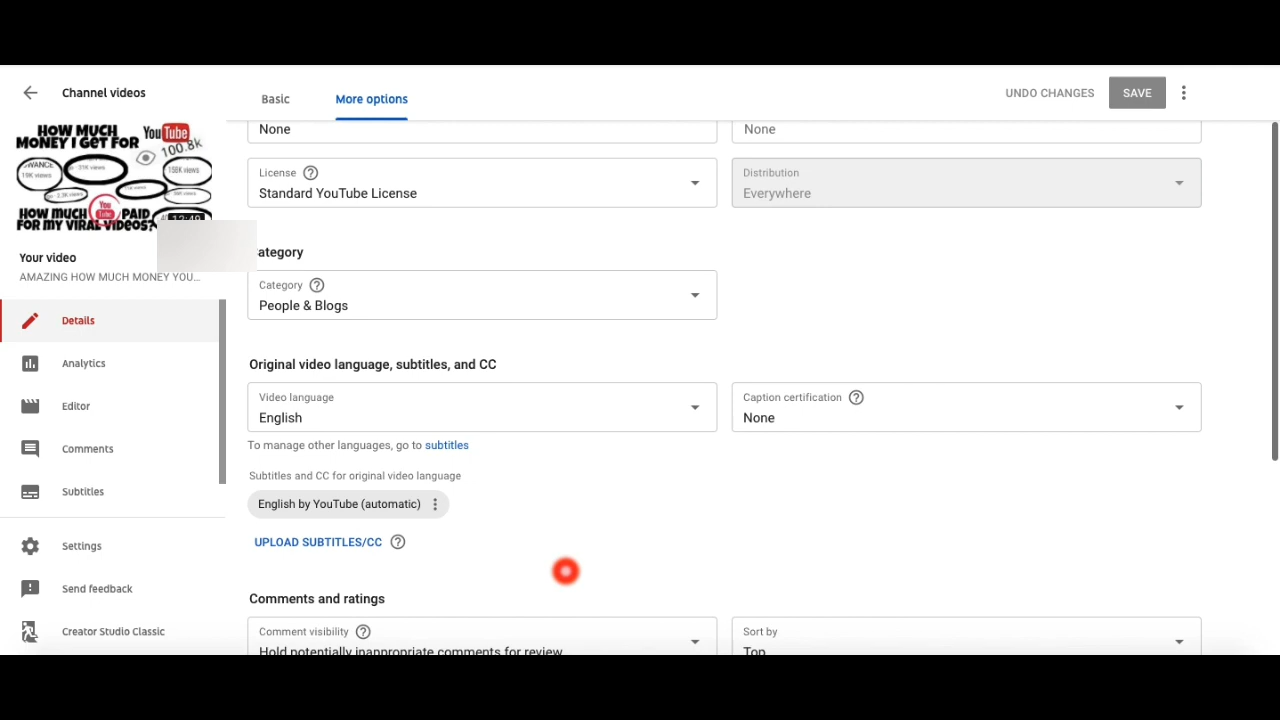 Channel videos
Basic
More options
UNDO CHANGES
SAVE
HOW MUCH
MONEY I GET FOR
YouTube
100.8k
HOW MUCH
You Tube
PAID
FOR MY VIRAL VIDEOS?
12:49
Your video
AMAZING HOW MUCH MONEY YOU...
Details
Analytics
Editor
Comments
Subtitles
Settings
Send feedback
Creator Studio Classic
None
None
License
Standard YouTube License
Distribution
Everywhere
ategory
Category
People & Blogs
Original video language, subtitles, and CC
Video language
English
Caption certification
None
To manage other languages, go to subtitles
Subtitles and CC for original video language
English by YouTube (automatic)
UPLOAD SUBTITLES/CC
Comments and ratings
Comment visibility
Hold potentially inappropriate comments for review
Sort by
Top